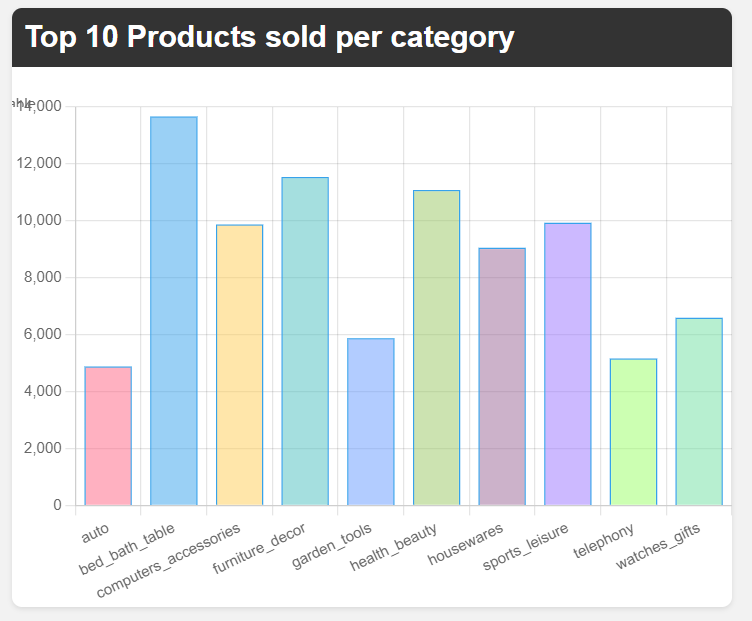 Top 10 Products sold per category
14,000
12,000
10,000
8,000
6,000
4,000
2,000
0
auto
bed_bath_table
computers_accessories
furniture_decor
garden_tools
health_beauty
housewares
sports_leisure
telephony
watches_gifts